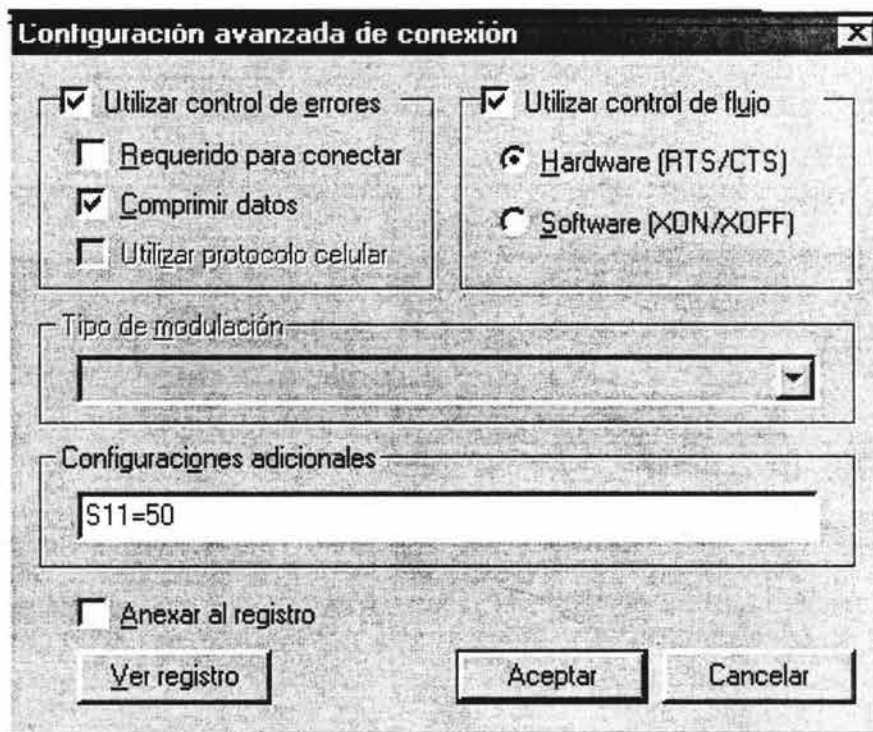 Configuración avanzada de conexión
Utilizar control de errores
Requerido para conectar
Comprimir datos
Utilizar protocolo celular
Utilizar control de flujo
Hardware (RTS/CTS)
Software (XON/XOFF)
Tipo de modulación
Configuraciones adicionales
S11=50
Anexar al registro
Ver registro
Aceptar
Cancelar